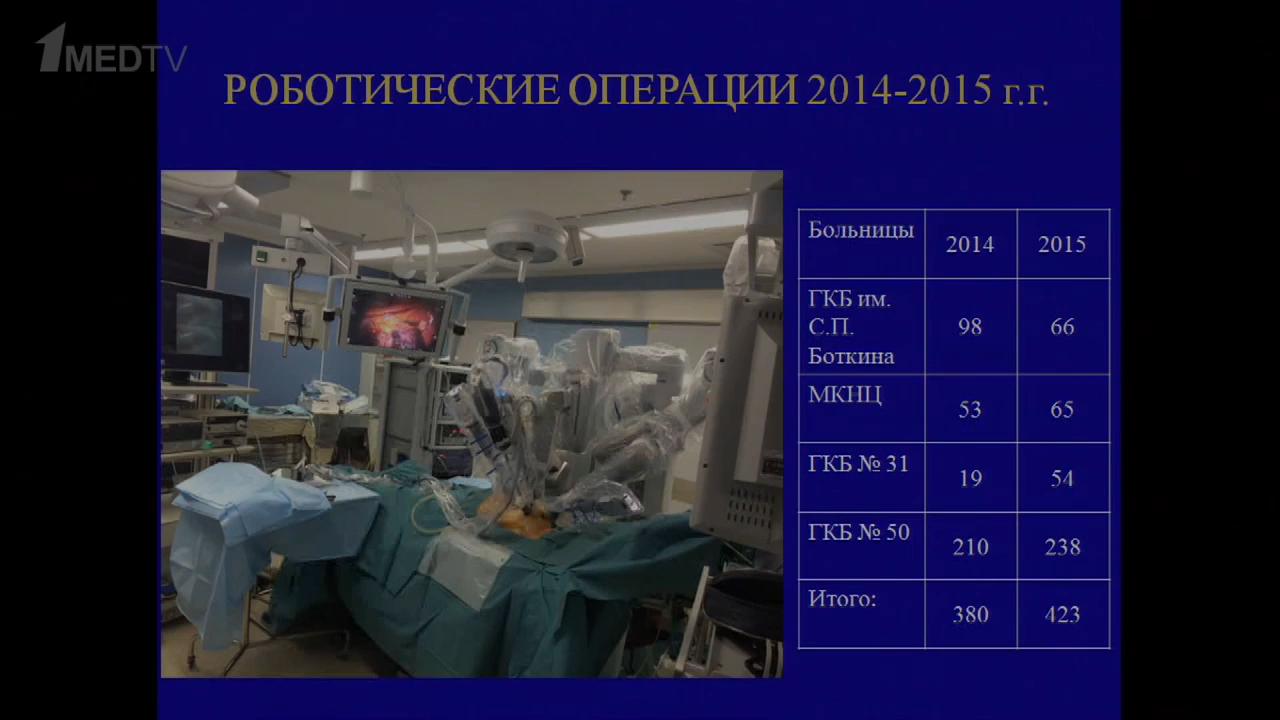 1MEDTV
РОБОТИЧЕСКИЕ ОПЕРАЦИИ 2014-2015 г.г.
Больницы 2014 2015
ГКБ им.
С.П. 98 66
Боткина
МКНЦ 53 65
ГКБ № 31 19 54
ГКБ № 50 210 238
Итого: 380 423